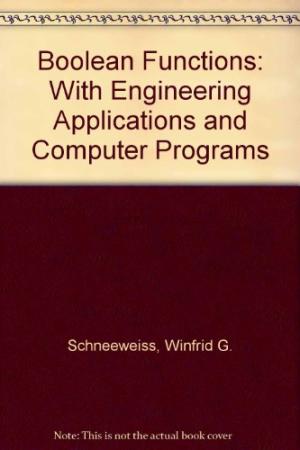 Boolean Functions:
With Engineering
Applications and
Computer Programs
Schneeweiss, Winfrid G.
Note: This is not the actual book cover